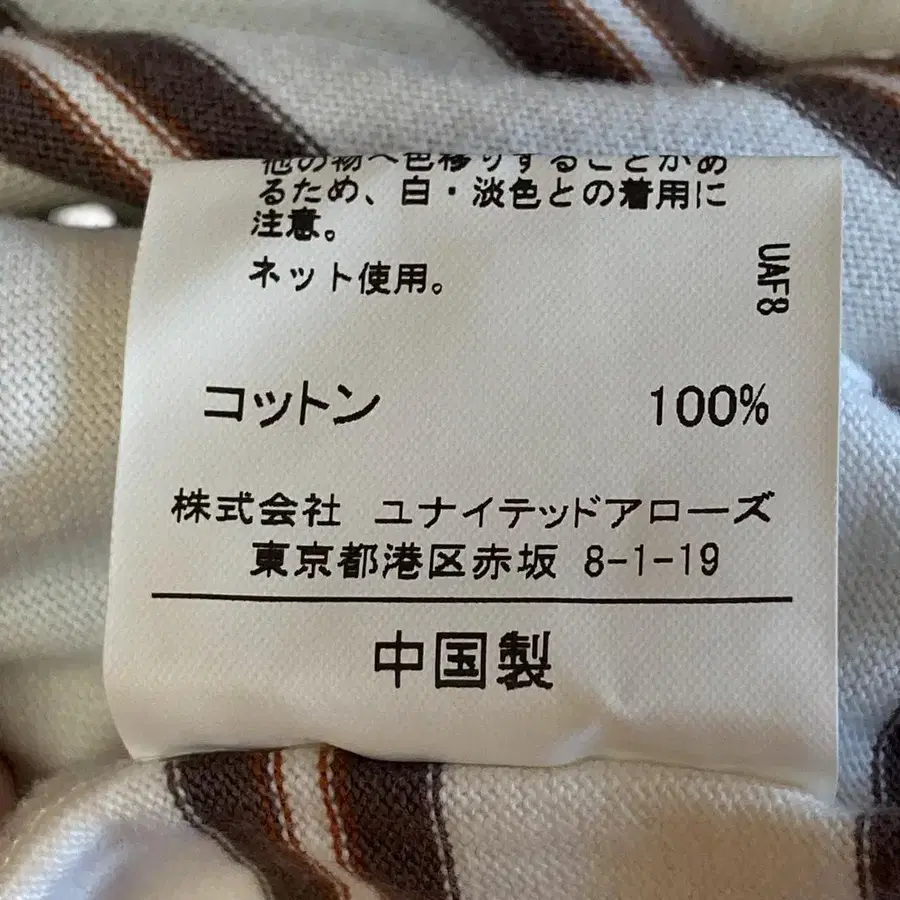 他の物へ色移りすることがあ
るため、白・淡色との着用に
注意。
ネット使用。
UAF8
コットン 100%
株式会社 ユナイテッドアローズ
東京都港区赤坂 8-1-19
中国製